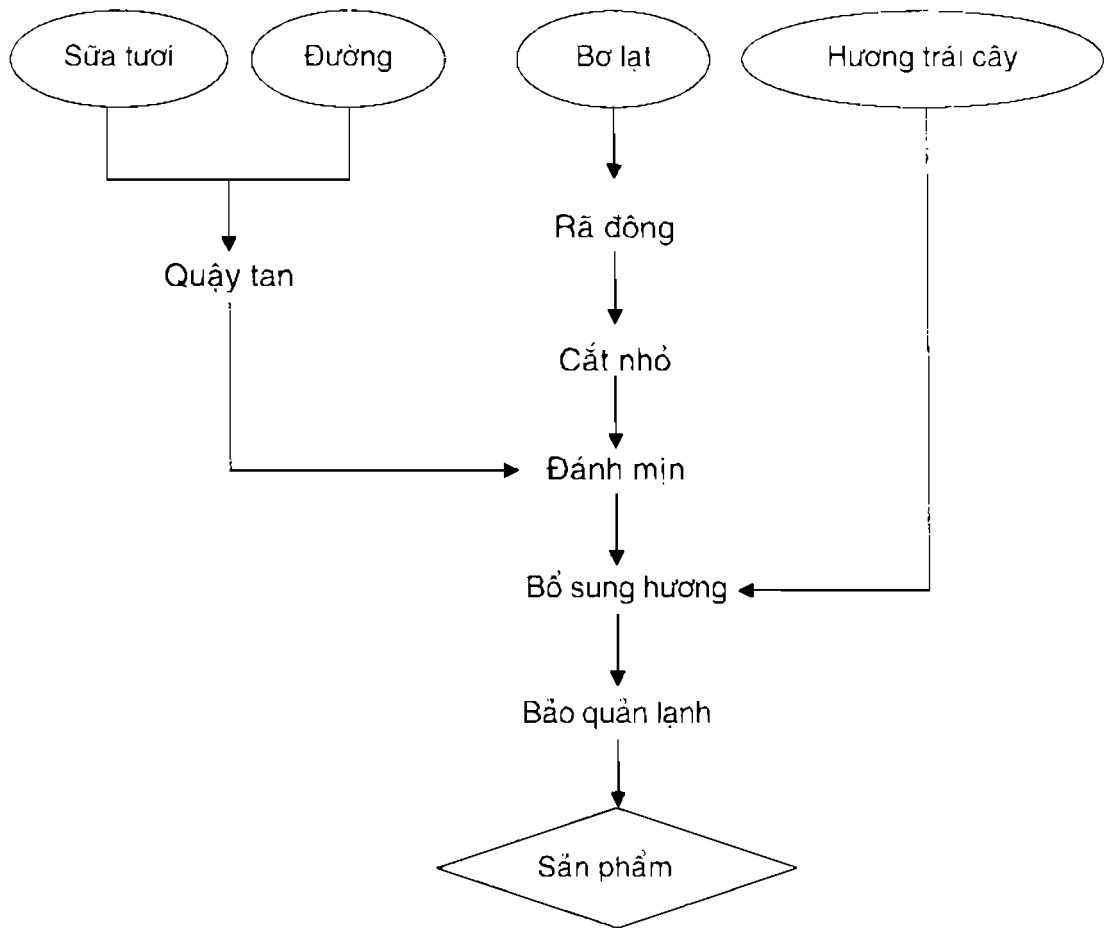 Sữa tươi
Đường
Bơ lạt
Hương trái cây
Rã đông
Quậy tan
Cắt nhỏ
Đánh mịn
Bổ sung hương
Bảo quản lạnh
Sản phẩm